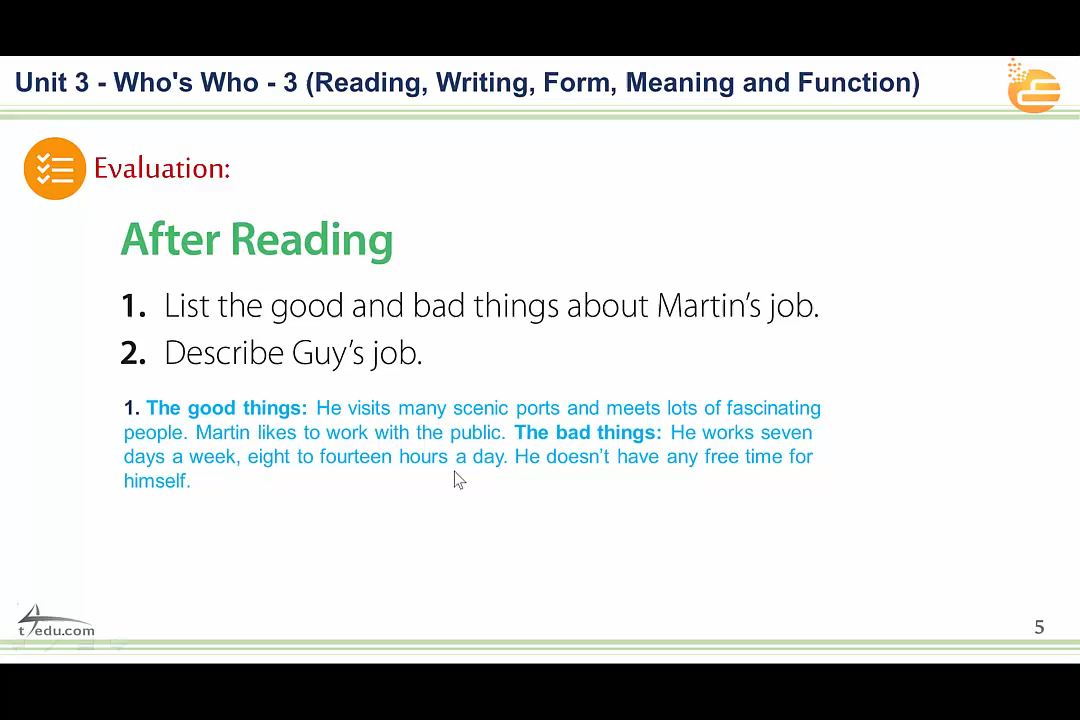 Unit 3 - Who's Who - 3 (Reading, Writing, Form, Meaning and Function)
Evaluation:
After Reading
1. List the good and bad things about Martin's job.
2. Describe Guy's job.
1. The good things: He visits many scenic ports and meets lots of fascinating
people. Martin likes to work with the public. The bad things: He works seven
days a week, eight to fourteen hours a day. He doesn't have any free time for
himself.
t4edu.com
5